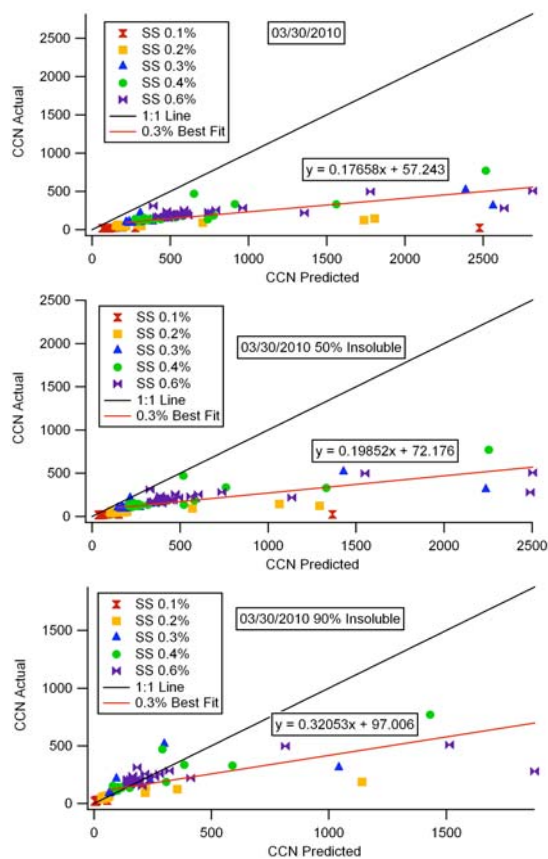 03/30/2010
SS 0.1%
SS 0.2%
SS 0.3%
SS 0.4%
SS 0.6%
1:1 Line
0.3% Best Fit
y = 0.17658x + 57.243
CCN Actual
2500
2000
1500
1000
500
0
0
500
1000
1500
2000
2500
CCN Predicted
03/30/2010 50% Insoluble
SS 0.1%
SS 0.2%
SS 0.3%
SS 0.4%
SS 0.6%
1:1 Line
0.3% Best Fit
y = 0.19852x + 72.176
CCN Actual
2500
2000
1500
1000
500
0
0
500
1000
1500
2000
2500
CCN Predicted
03/30/2010 90% Insoluble
SS 0.1%
SS 0.2%
SS 0.3%
SS 0.4%
SS 0.6%
1:1 Line
0.3% Best Fit
y = 0.32053x + 97.006
CCN Actual
1500
1000
500
0
0
500
1000
1500
CCN Predicted